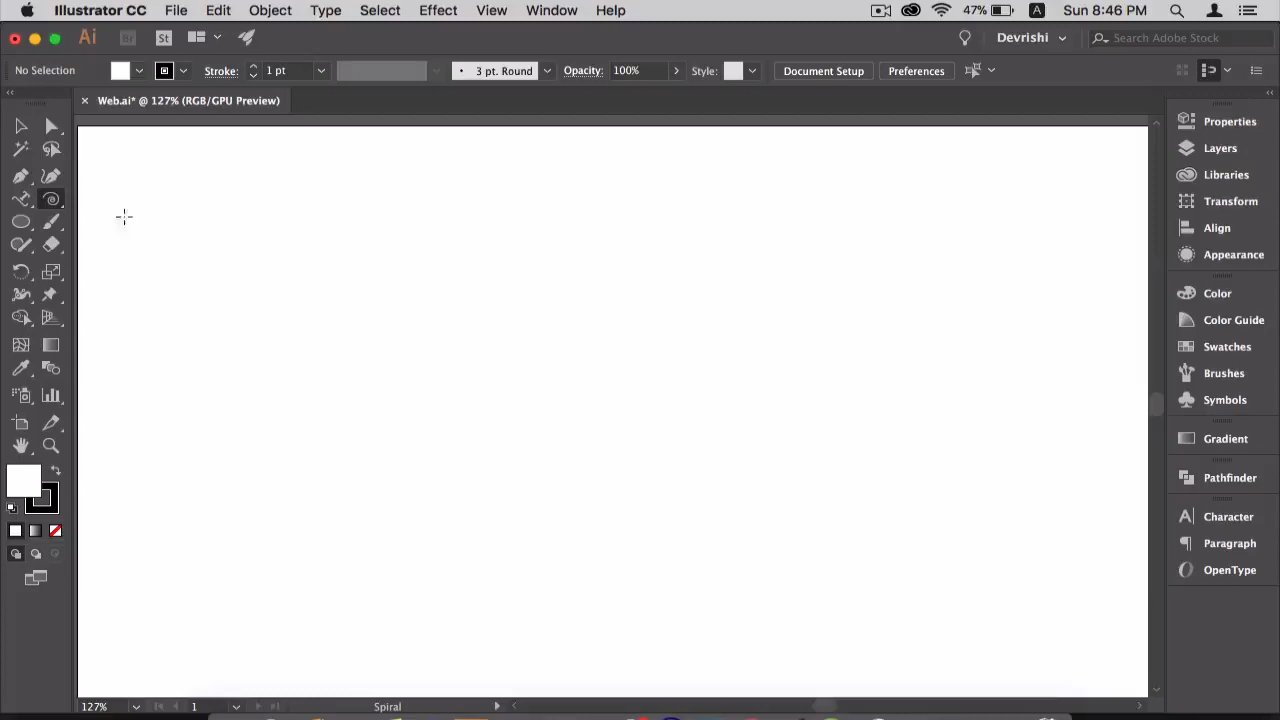 Illustrator CC File Edit Object Type Select Effect View Window Help 47% A Sun 8:46 PM
Ai Br St Devrishi Search Adobe Stock
No Selection Stroke: 1 pt 3 pt. Round Opacity: 100% Style: Document Setup Preferences
Web.ai* @ 127% (RGB/GPU Preview)
Properties
Layers
Libraries
Transform
Align
Appearance
Color
Color Guide
Swatches
Brushes
Symbols
Gradient
Pathfinder
Character
Paragraph
OpenType
127% 1 Spiral